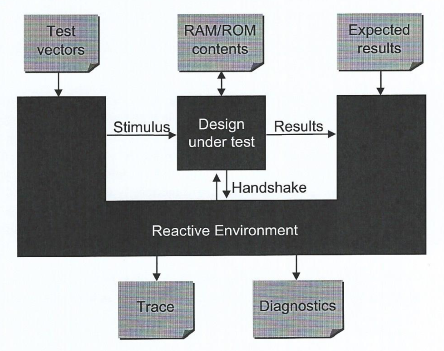 Test
vectors
RAM/ROM
contents
Expected
results
Stimulus
Design
under test
Results
Handshake
Reactive Environment
Trace
Diagnostics